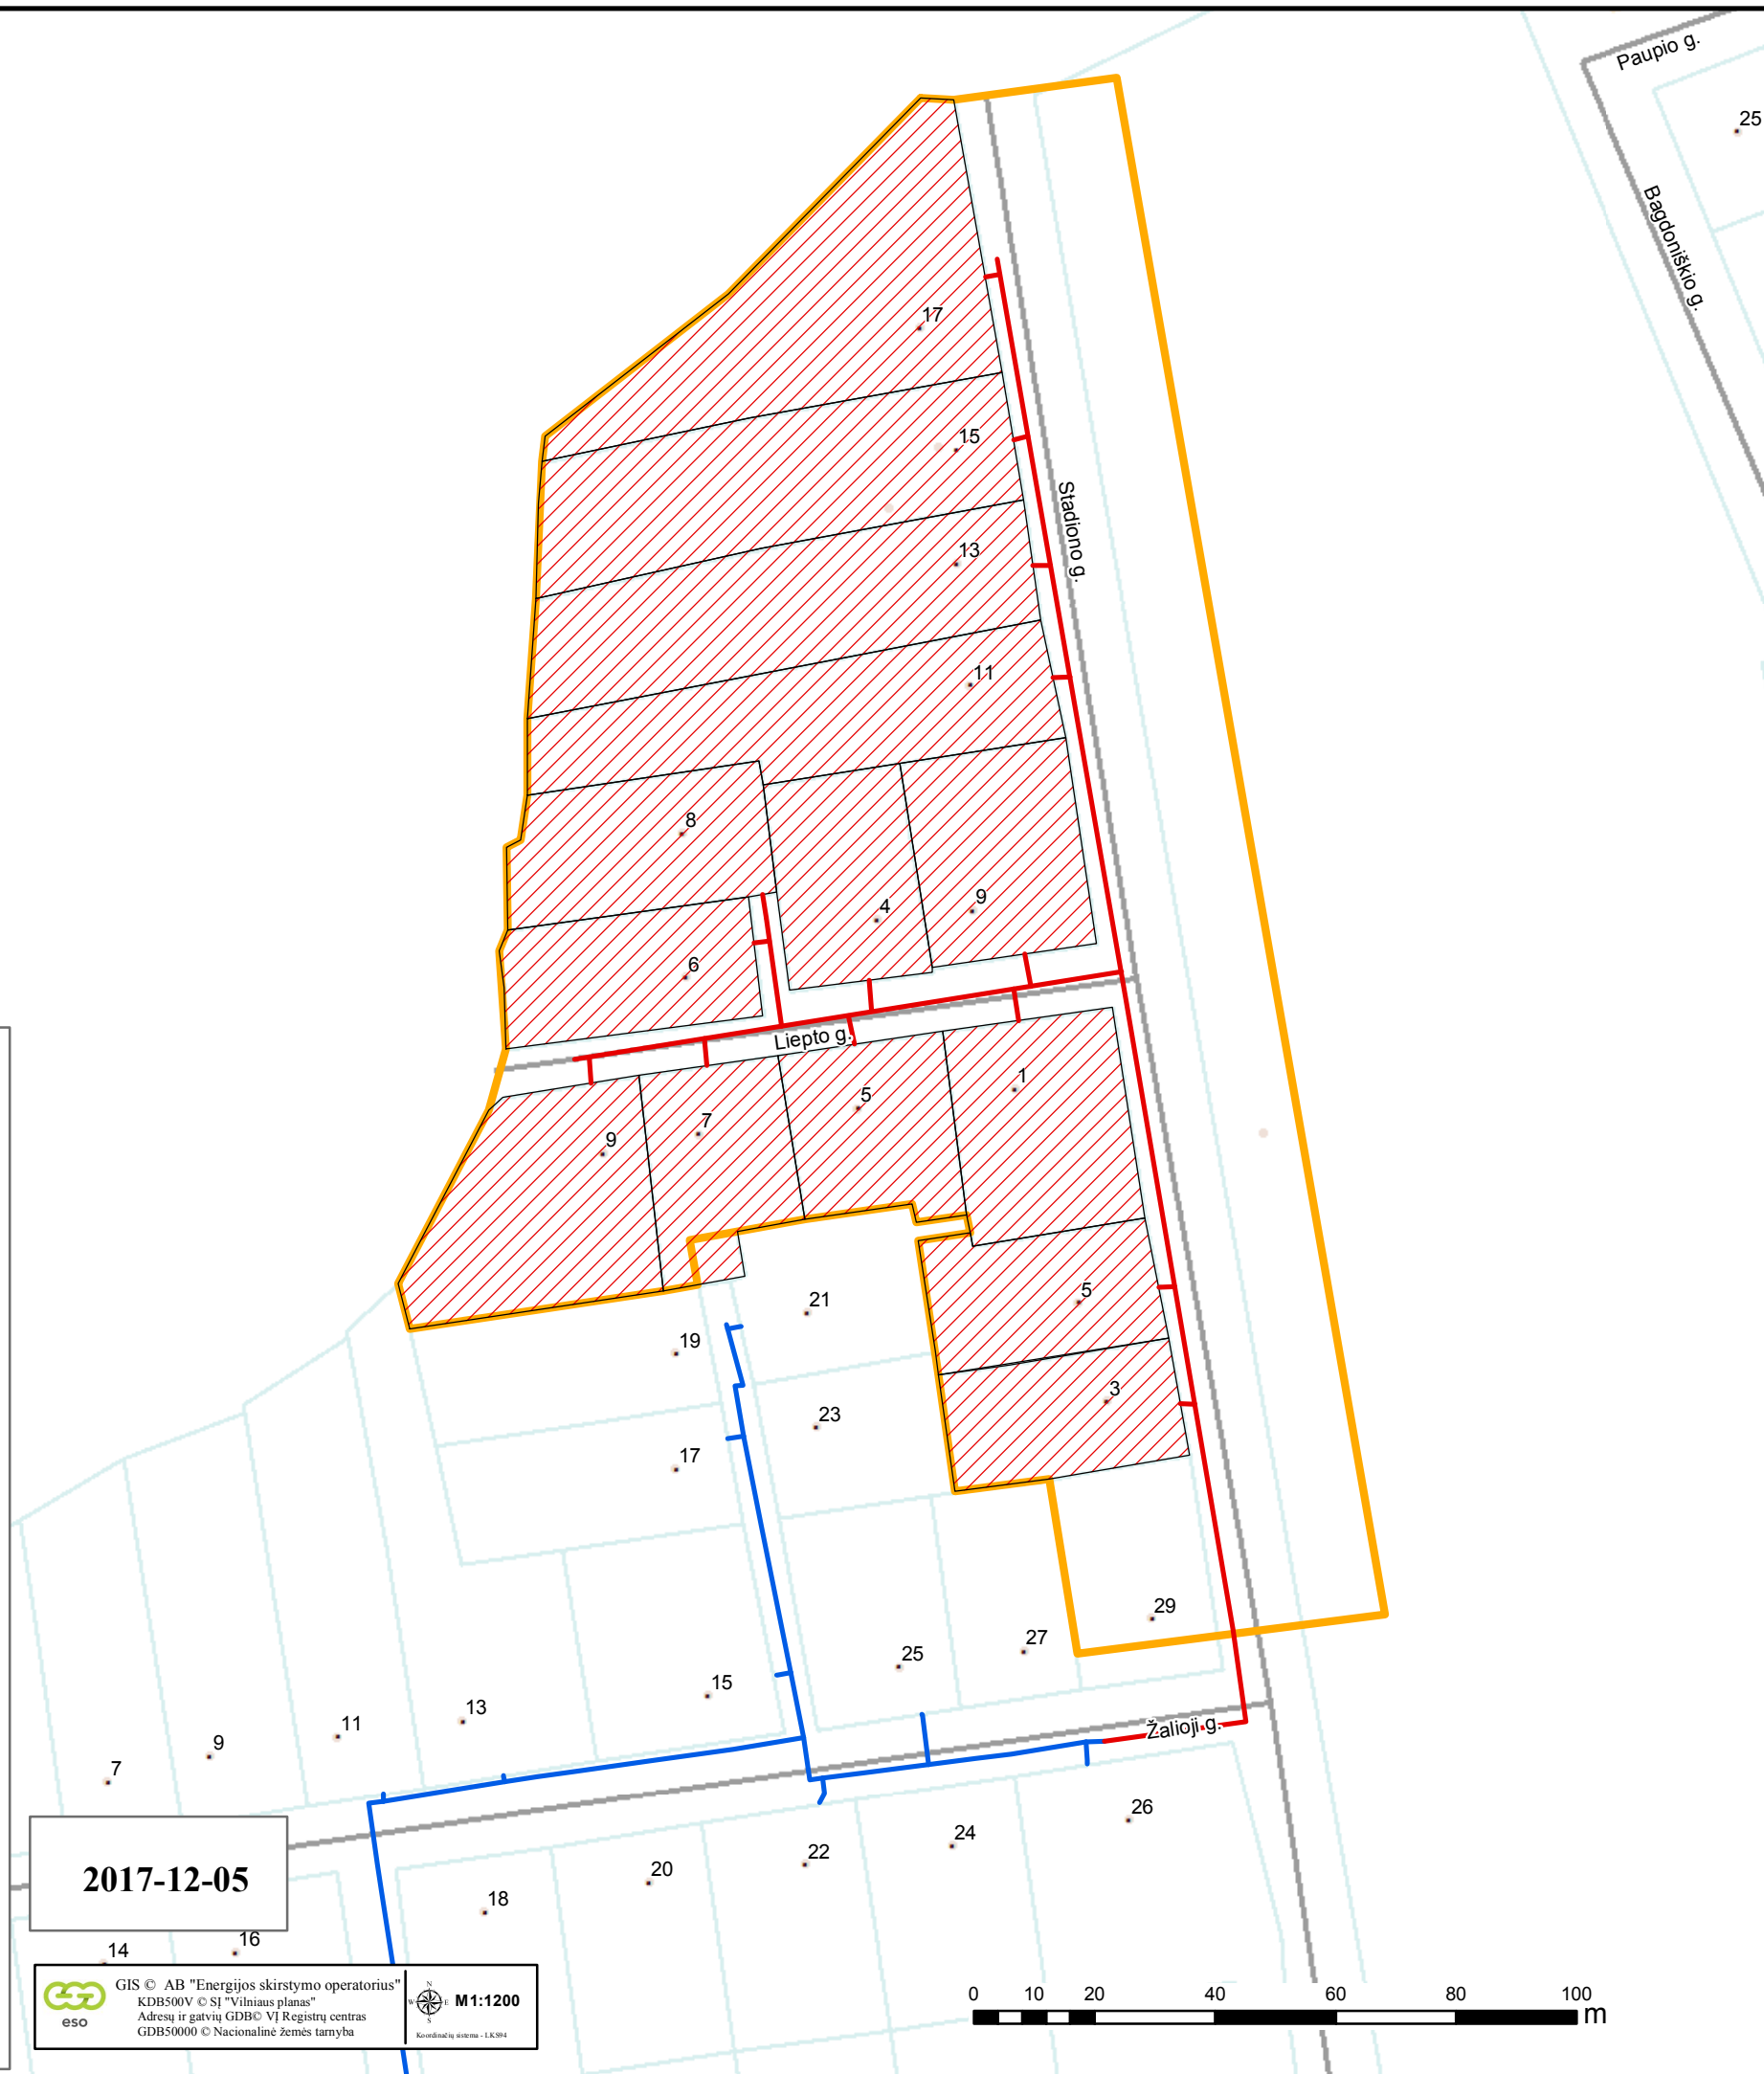 Paupio g.
25
Bagdoniškio g.
17
15
Stadiono g.
13
11
8
4
9
6
Liepto g.
1
5
7
9
5
21
19
3
23
17
29
27
25
15
13
11
9
7
Žalioji g.
26
24
22
20
18
16
14
2017-12-05
GIS © AB "Energijos skirstymo operatorius"
KDB500V © SĮ "Vilniaus planas"
Adresų ir gatvių GDB© VĮ Registrų centras
GDB50000 © Nacionalinė žemės tarnyba
eso
N
W E
S
M1:1200
Koordinačių sistema - LKS94
0 10 20 40 60 80 100
m